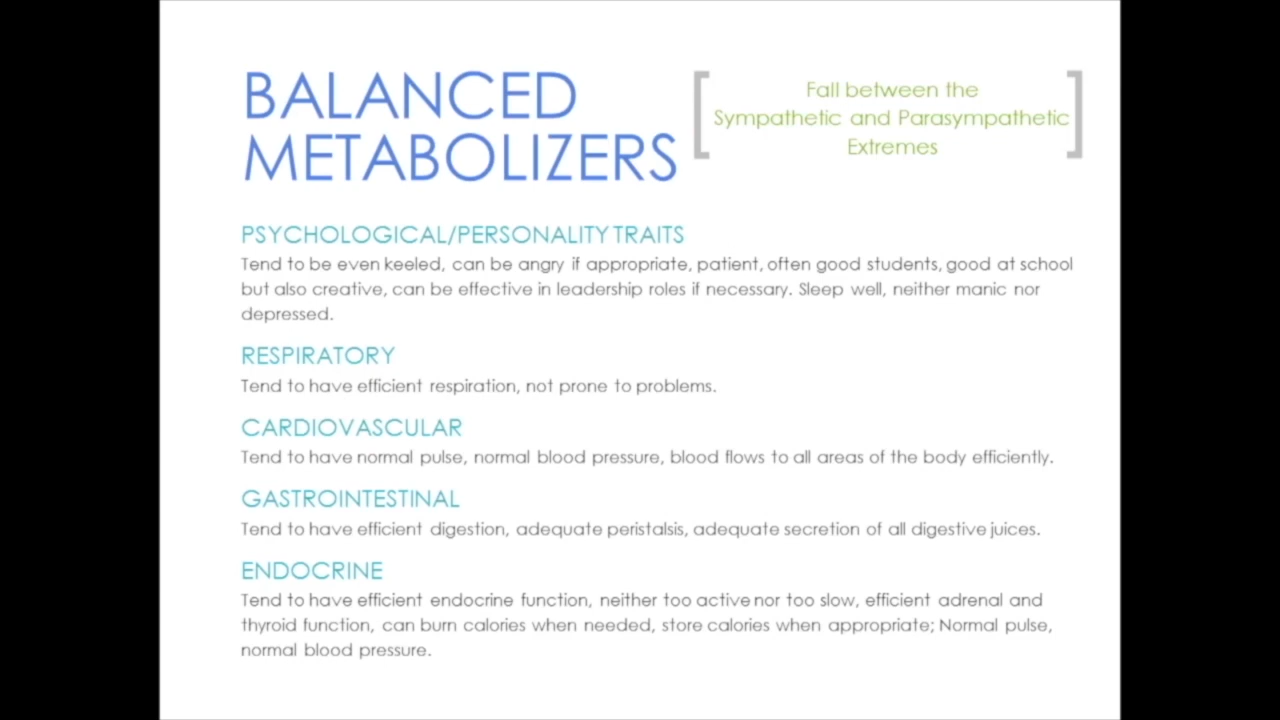 BALANCED
METABOLIZERS
Fall between the
Sympathetic and Parasympathetic
Extremes
PSYCHOLOGICAL/PERSONALITY TRAITS
Tend to be even keeled, can be angry if appropriate, patient, often good students, good at school
but also creative, can be effective in leadership roles if necessary. Sleep well, neither manic nor
depressed.
RESPIRATORY
Tend to have efficient respiration, not prone to problems.
CARDIOVASCULAR
Tend to have normal pulse, normal blood pressure, blood flows to all areas of the body efficiently.
GASTROINTESTINAL
Tend to have efficient digestion, adequate peristalsis, adequate secretion of all digestive juices.
ENDOCRINE
Tend to have efficient endocrine function, neither too active nor too slow, efficient adrenal and
thyroid function, can burn calories when needed, store calories when appropriate; Normal pulse,
normal blood pressure.